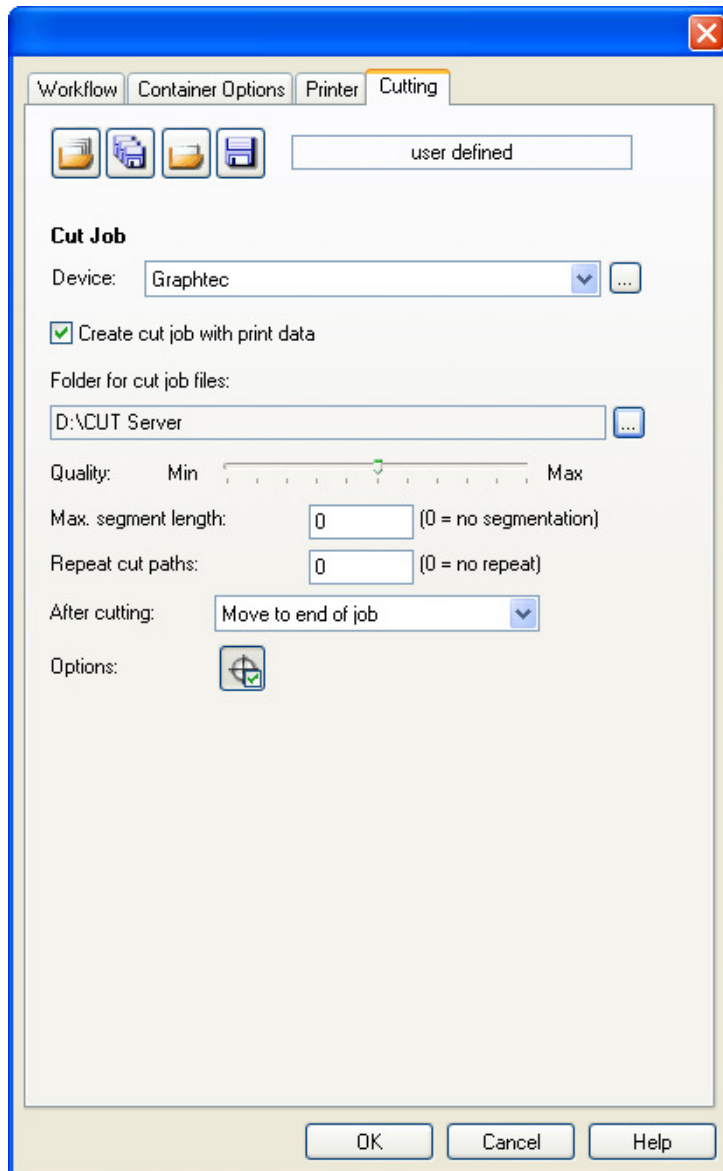 Workflow Container Options Printer Cutting
user defined
Cut Job
Device: Graphtec ...
Create cut job with print data
Folder for cut job files:
D:\CUT Server ...
Quality: Min Max
Max. segment length: 0 (0 = no segmentation)
Repeat cut paths: 0 (0 = no repeat)
After cutting: Move to end of job
Options:
OK Cancel Help